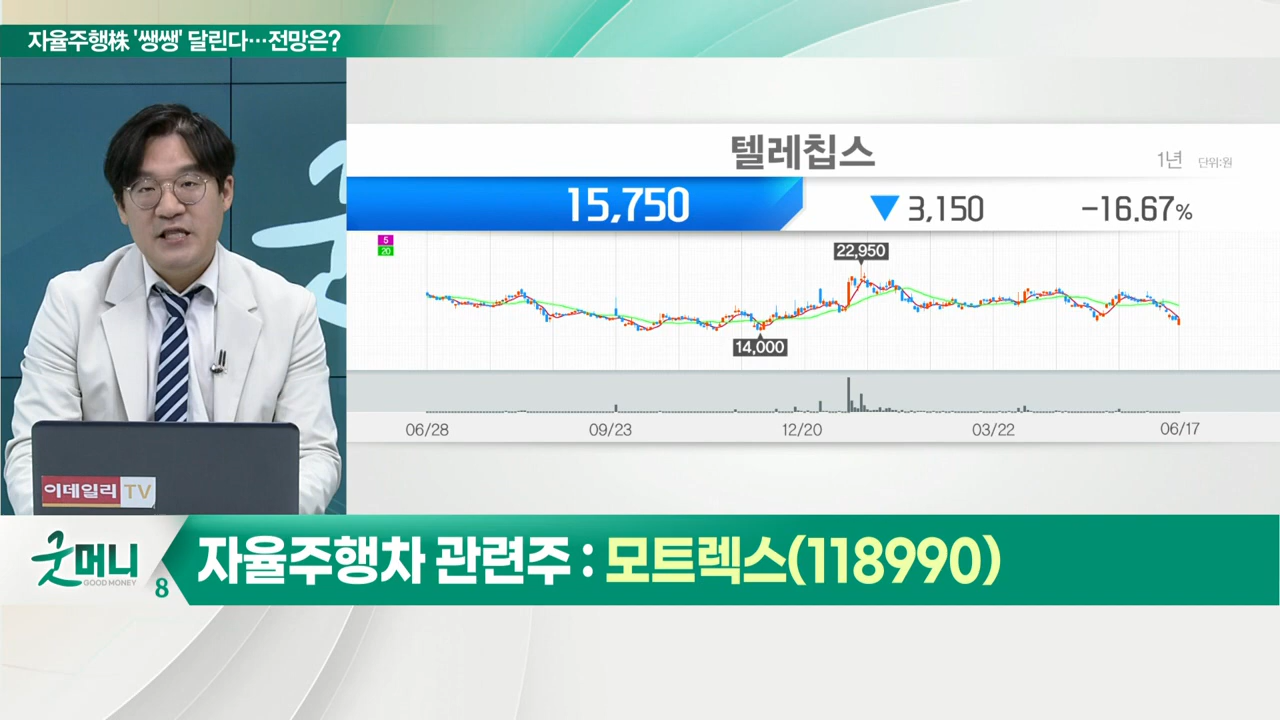 자율주행株 '쌩쌩' 달린다…전망은?
텔레칩스
1년 단위:원
15,750 ▼ 3,150 -16.67%
5
20
22,950
14,000
06/28 09/23 12/20 03/22 06/17
이데일리 TV
굿머니
GOOD MONEY
8
자율주행차 관련주 : 모트렉스(118990)